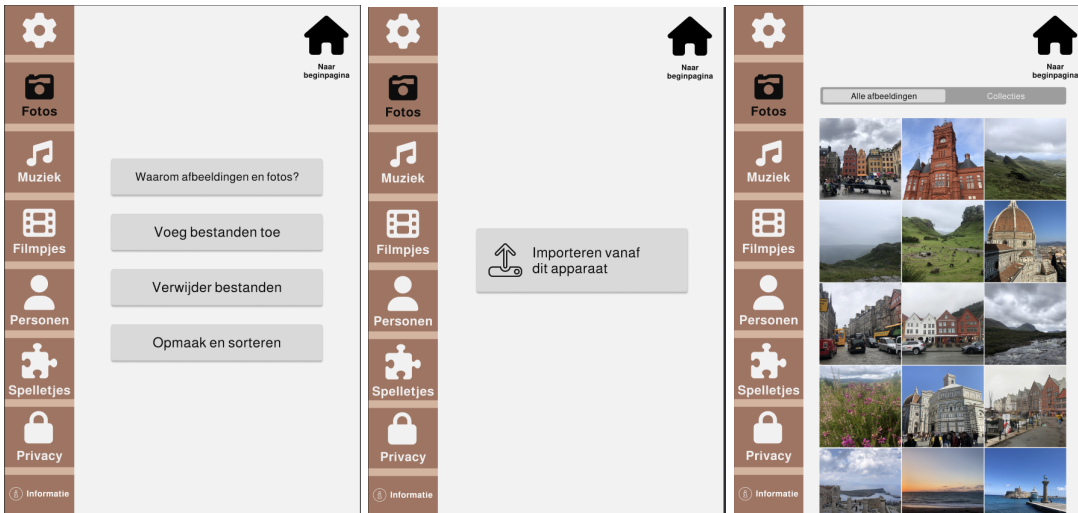 Naar
beginpagina
Fotos
Muziek
Filmpjes
Personen
Spelletjes
Privacy
Informatie
Waarom afbeeldingen en fotos?
Voeg bestanden toe
Verwijder bestanden
Opmaak en sorteren
Naar
beginpagina
Fotos
Muziek
Filmpjes
Personen
Spelletjes
Privacy
Informatie
Importeren vanaf
dit apparaat
Naar
beginpagina
Fotos
Muziek
Filmpjes
Personen
Spelletjes
Privacy
Informatie
Alle afbeeldingen
Collecties